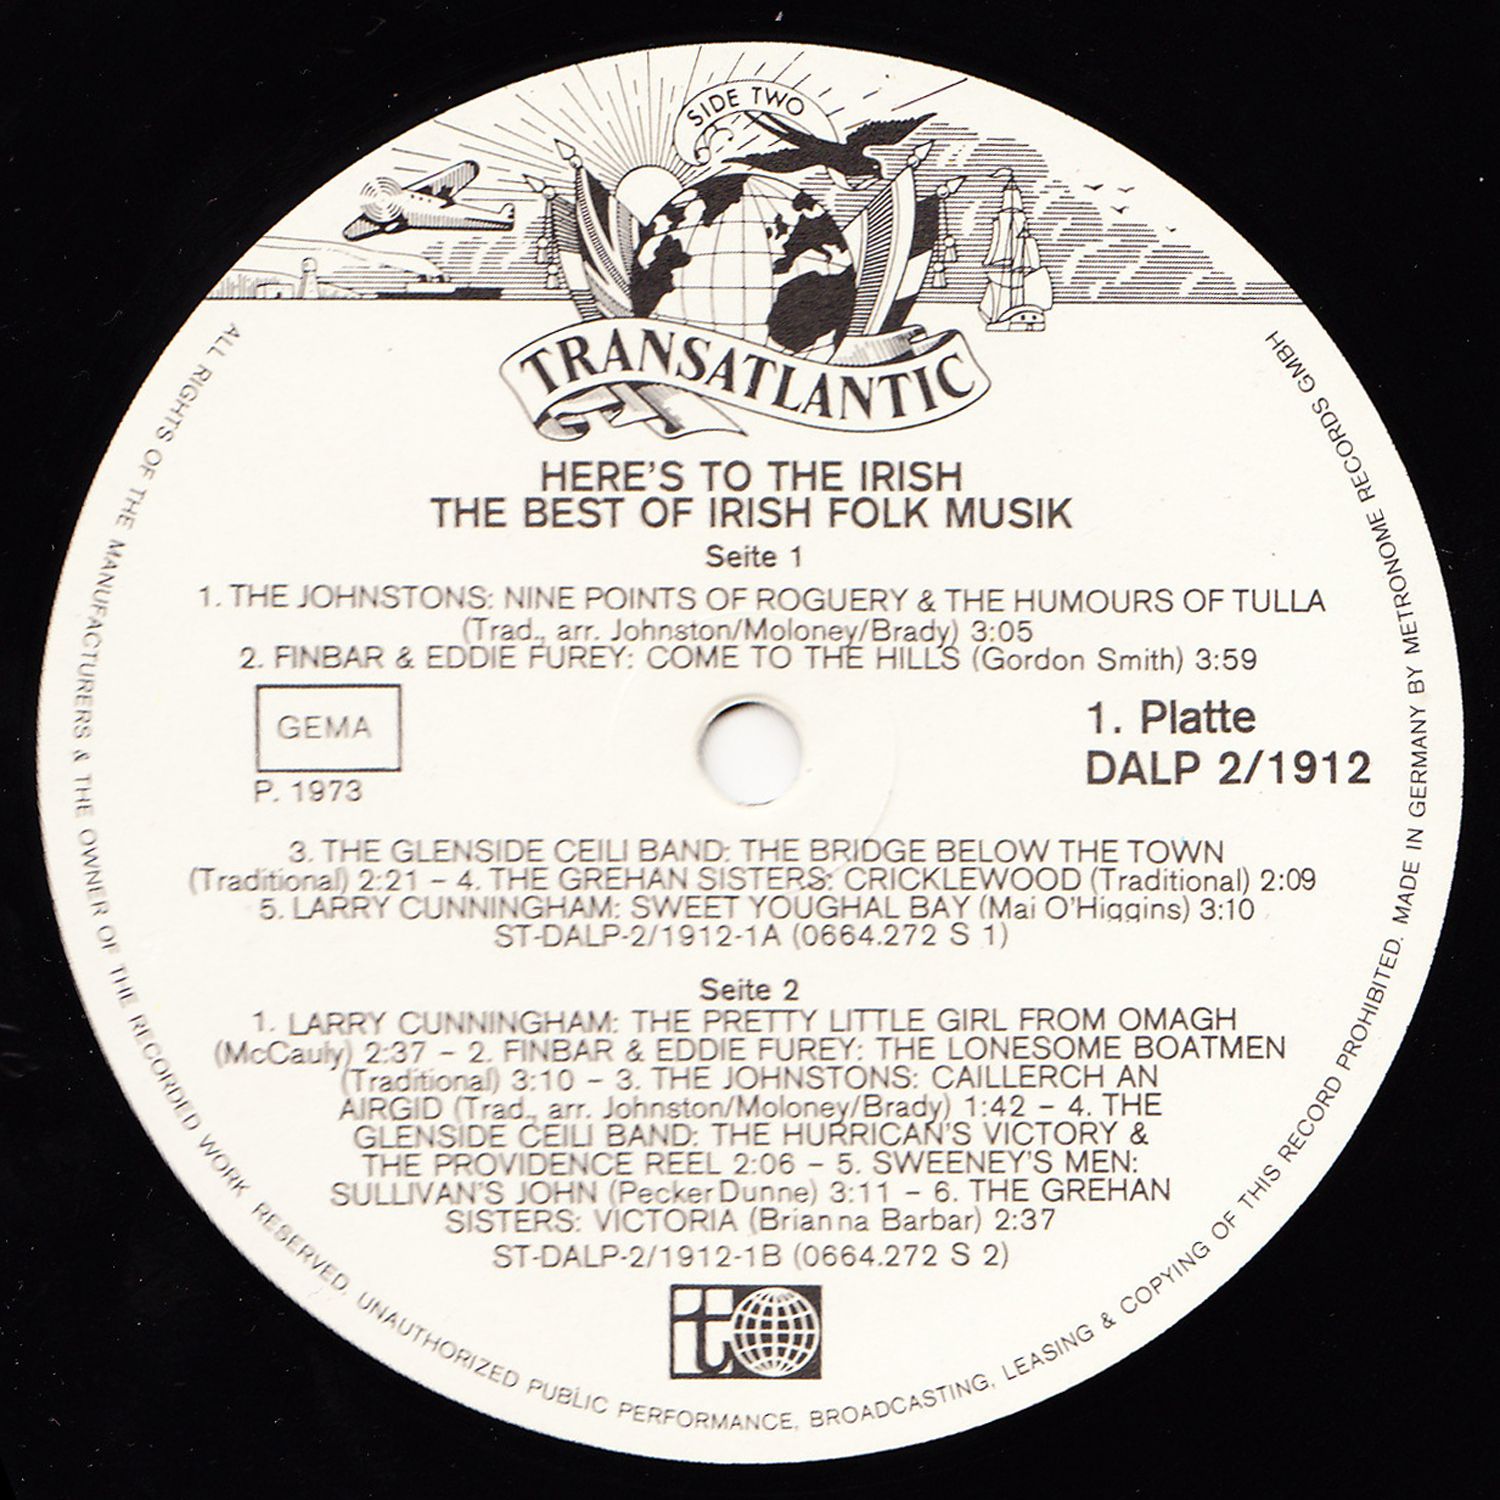 SIDE TWO
TRANSATLANTIC
HERE'S TO THE IRISH
THE BEST OF IRISH FOLK MUSIK
Seite 1
1. THE JOHNSTONS: NINE POINTS OF ROGUERY & THE HUMOURS OF TULLA
(Trad., arr. Johnston/Moloney/Brady) 3:05
2. FINBAR & EDDIE FUREY: COME TO THE HILLS (Gordon Smith) 3:59
GEMA
P. 1973
1. Platte
DALP 2/1912
3. THE GLENSIDE CEILI BAND: THE BRIDGE BELOW THE TOWN
(Traditional) 2:21 – 4. THE GREHAN SISTERS: CRICKLEWOOD (Traditional) 2:09
5. LARRY CUNNINGHAM: SWEET YOUGHAL BAY (Mai O'Higgins) 3:10
ST-DALP-2/1912-1A (0664.272 S 1)
Seite 2
1. LARRY CUNNINGHAM: THE PRETTY LITTLE GIRL FROM OMAGH
(McCauly) 2:37 – 2. FINBAR & EDDIE FUREY: THE LONESOME BOATMEN
(Traditional) 3:10 – 3. THE JOHNSTONS: CAILLERCH AN
AIRGID (Trad., arr. Johnston/Moloney/Brady) 1:42 – 4. THE
GLENSIDE CEILI BAND: THE HURRICAN'S VICTORY &
THE PROVIDENCE REEL 2:06 – 5. SWEENEY'S MEN:
SULLIVAN'S JOHN (Pecker Dunne) 3:11 – 6. THE GREHAN
SISTERS: VICTORIA (Brianna Barbar) 2:37
ST-DALP-2/1912-1B (0664.272 S 2)
t
ALL RIGHTS OF THE MANUFACTURERS & THE OWNER OF THE RECORDED WORK RESERVED, UNAUTHORIZED PUBLIC PERFORMANCE, BROADCASTING, LEASING & COPYING OF THIS RECORD PROHIBITED. MADE IN GERMANY BY METRONOME RECORDS GMBH